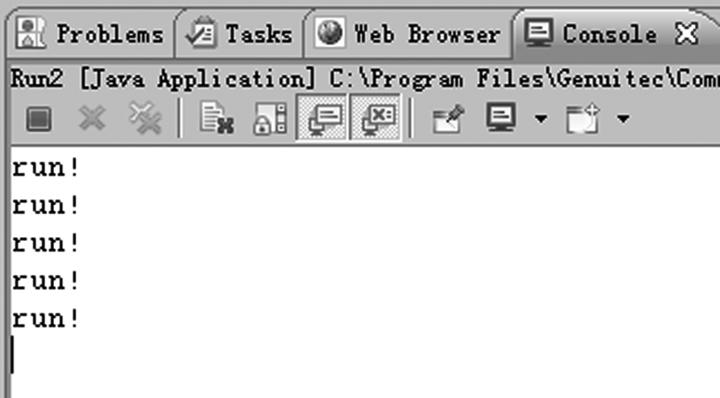 Problems Tasks Web Browser Console
Run2 [Java Application] C:\Program Files\Genuitec\Com
run!
run!
run!
run!
run!